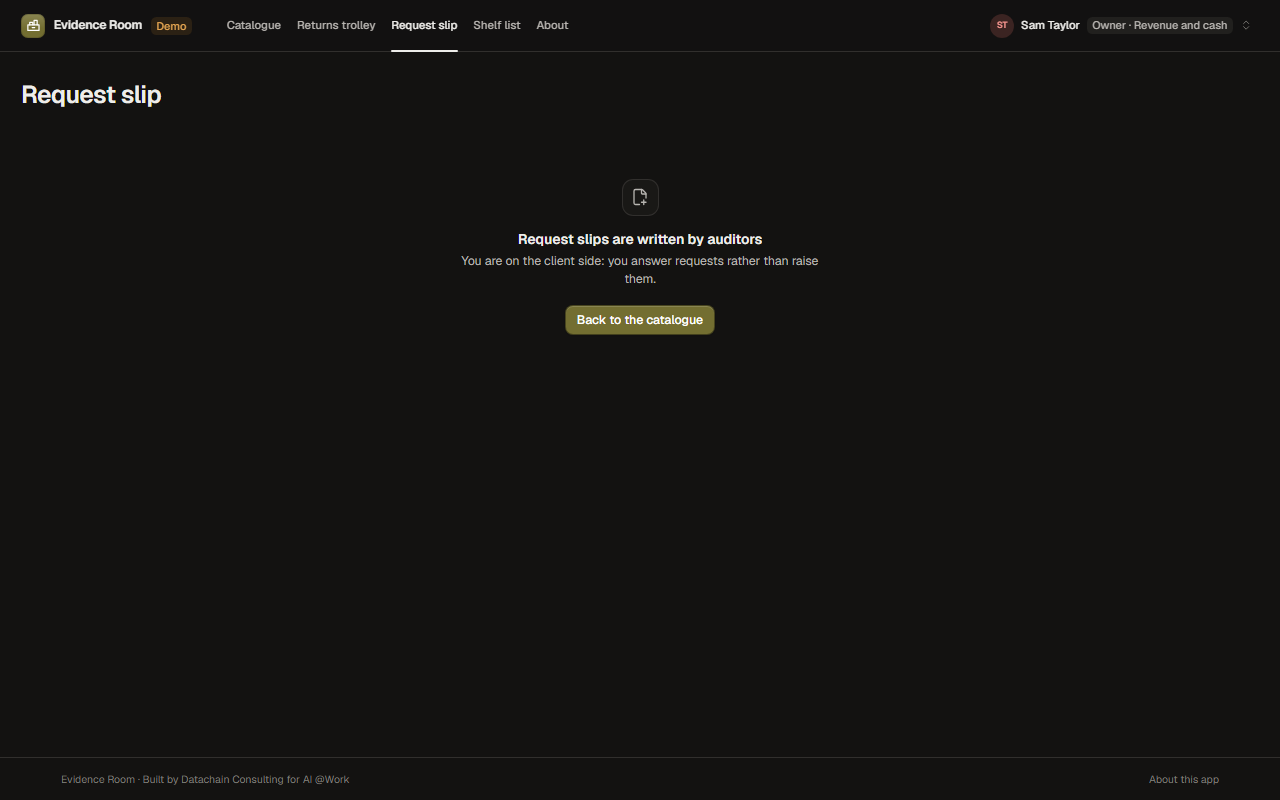 Evidence Room Demo Catalogue Returns trolley Request slip Shelf list About ST Sam Taylor Owner · Revenue and cash
Request slip
Request slips are written by auditors
You are on the client side: you answer requests rather than raise
them.
Back to the catalogue
Evidence Room · Built by Datachain Consulting for AI @Work About this app